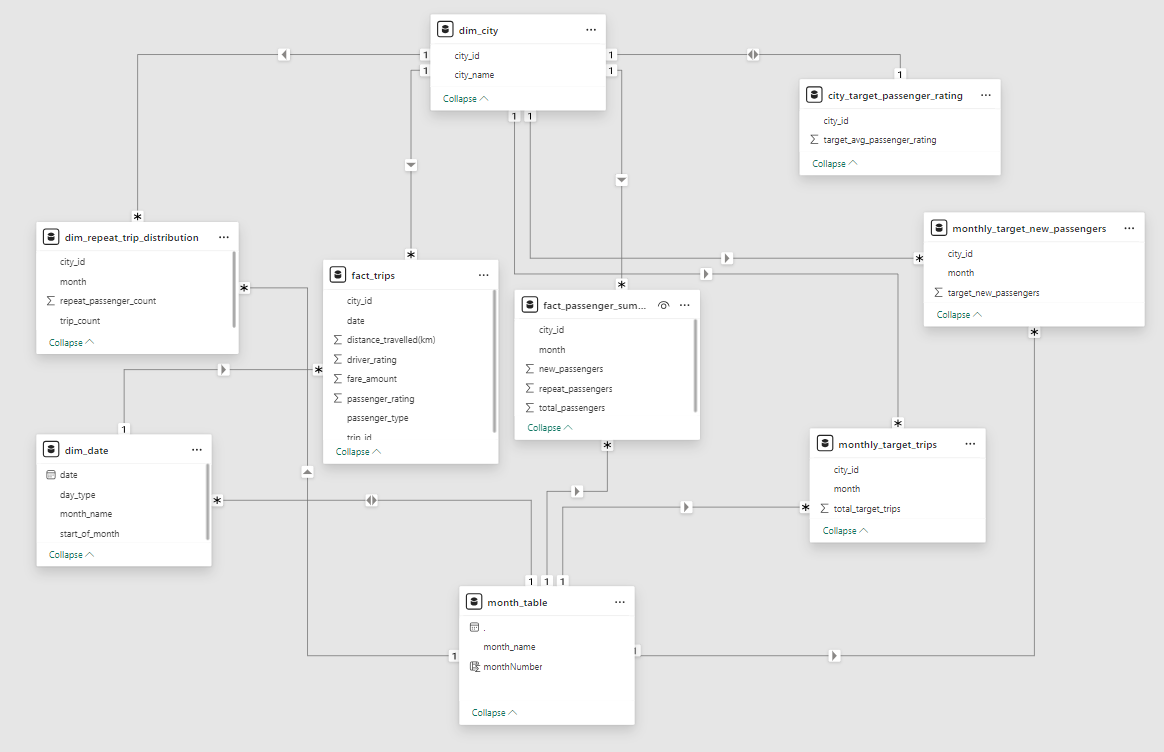 dim_city
city_id
city_name
Collapse
city_target_passenger_rating
city_id
target_avg_passenger_rating
Collapse
dim_repeat_trip_distribution
city_id
month
repeat_passenger_count
trip_count
Collapse
fact_trips
city_id
date
distance_travelled(km)
driver_rating
fare_amount
passenger_rating
passenger_type
trip_id
Collapse
fact_passenger_sum...
city_id
month
new_passengers
repeat_passengers
total_passengers
Collapse
monthly_target_new_passengers
city_id
month
target_new_passengers
Collapse
dim_date
date
day_type
month_name
start_of_month
Collapse
monthly_target_trips
city_id
month
total_target_trips
Collapse
month_table
.
month_name
monthNumber
Collapse
1
1
1
1
1
1
1
1
1
1
1
1
1
1
*
*
*
*
*
*
*
*
*
*